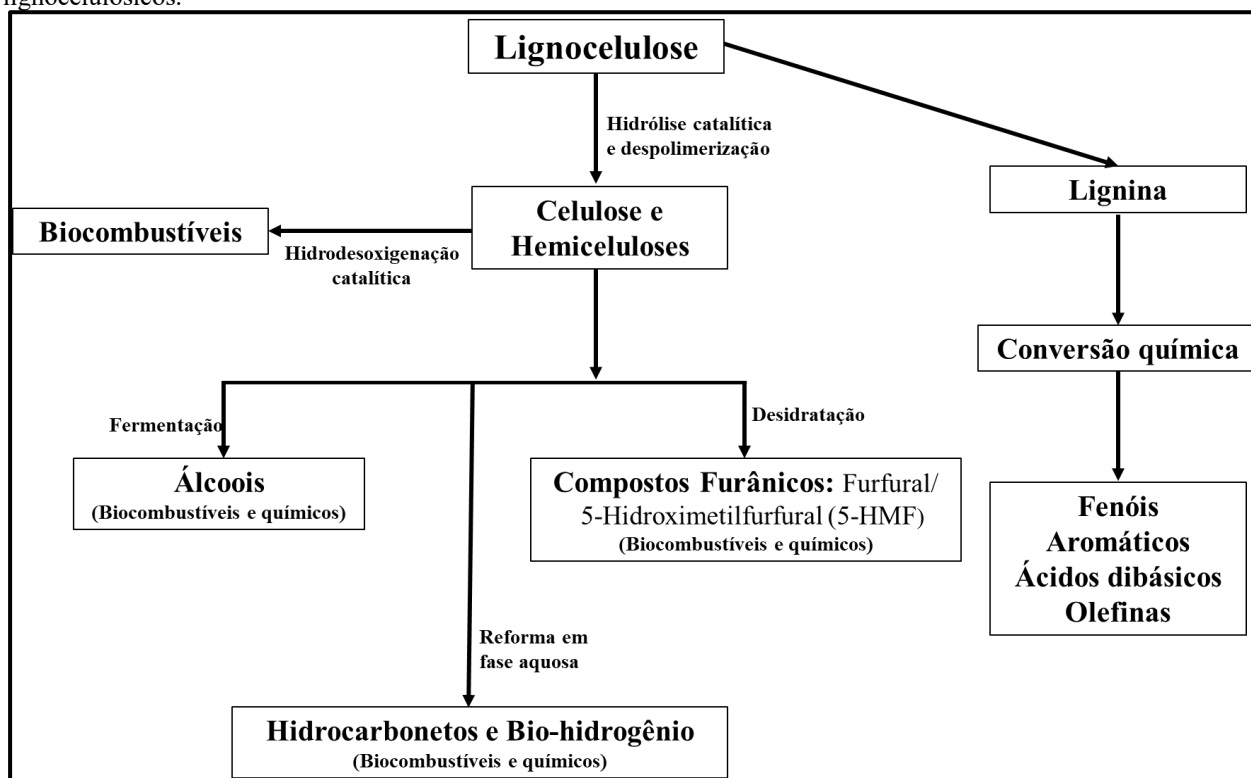 lignocelulósicos.
Lignocelulose
Hidrólise catalítica
e despolimerização
Lignina
Celulose e
Hemiceluloses
Biocombustíveis
Hidrodesoxigenação
catalítica
Conversão química
Fermentação
Desidratação
Álcoois
(Biocombustíveis e químicos)
Compostos Furânicos: Furfural/
5-Hidroximetilfurfural (5-HMF)
(Biocombustíveis e químicos)
Fenóis
Aromáticos
Ácidos dibásicos
Olefinas
Reforma em
fase aquosa
Hidrocarbonetos e Bio-hidrogênio
(Biocombustíveis e químicos)